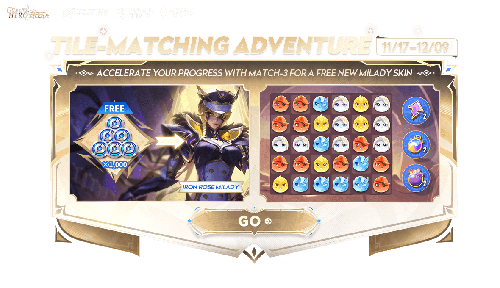 TILE-MATCHING ADVENTURE
11/17-12/09
ACCELERATE YOUR PROGRESS WITH MATCH-3 FOR A FREE NEW MILADY SKIN
FREE
X2,000
IRON ROSE MILADY
GO